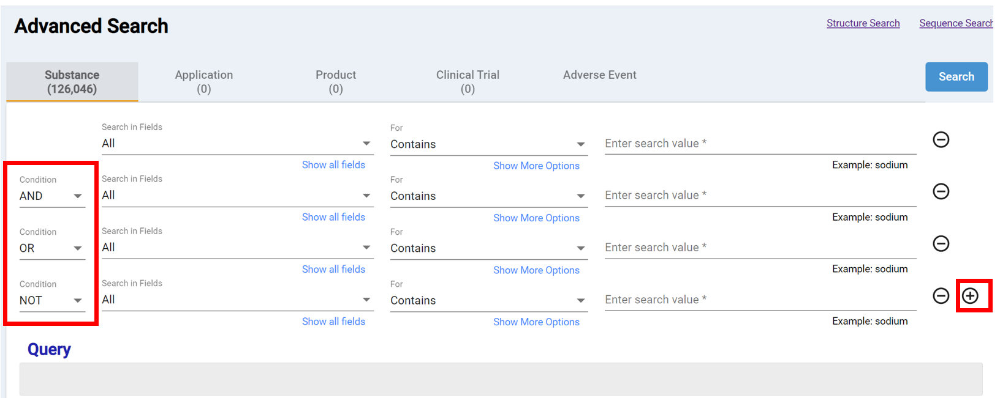 Advanced Search
Structure Search
Sequence Search
Substance
(126,046)
Application
(0)
Product
(0)
Clinical Trial
(0)
Adverse Event
Search
Search in Fields
All
Show all fields
For
Contains
Show More Options
Enter search value *
Example: sodium
Condition
AND
Search in Fields
All
Show all fields
For
Contains
Show More Options
Enter search value *
Example: sodium
Condition
OR
Search in Fields
All
Show all fields
For
Contains
Show More Options
Enter search value *
Example: sodium
Condition
NOT
Search in Fields
All
Show all fields
For
Contains
Show More Options
Enter search value *
Example: sodium
Query